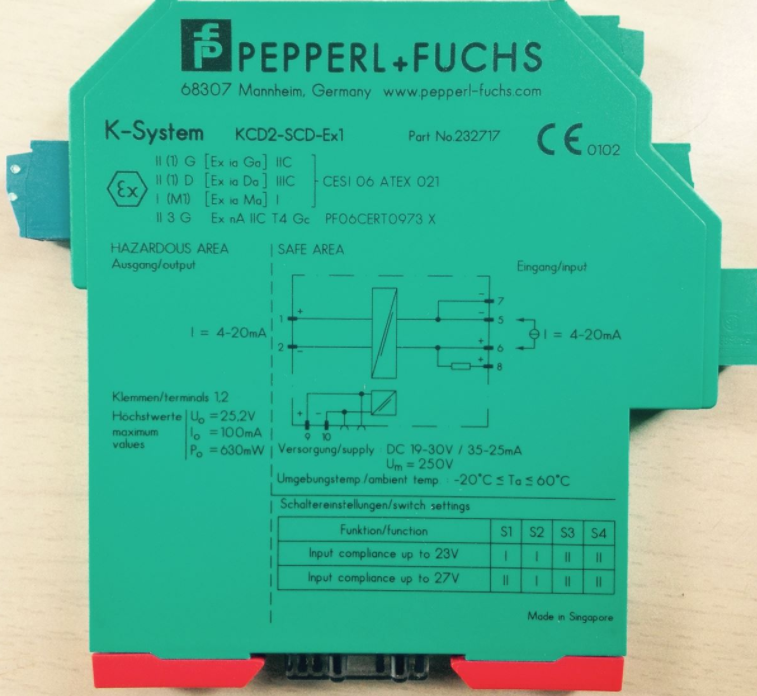 PEPPERL+FUCHS
68307 Mannheim, Germany www.pepperl-fuchs.com
K-System KCD2-SCD-Ex1 Part No.232717 CE 0102
II (1) G [Ex ia Ga] IIC
II (1) D [Ex ia Da] IIIC CESI 06 ATEX 021
I (M1) [Ex ia Ma] I
II 3 G Ex nA IIC T4 Gc PF06CERT0973 X
Ex
HAZARDOUS AREA SAFE AREA
Ausgang/output Eingang/input
- 7
1 + - 5
I = 4-20mA I = 4-20mA
2 - + 6
+ 8
Klemmen/terminals 1,2
Höchstwerte U₀ = 25,2V
maximum I₀ = 100mA
values P₀ = 630mW
+ -
9 10
Versorgung/supply : DC 19-30V / 35-25mA
Um = 250V
Umgebungstemp./ambient temp. : -20°C ≤ Ta ≤ 60°C
Schaltereinstellungen/switch settings
Funktion/function S1 S2 S3 S4
Input compliance up to 23V I I II II
Input compliance up to 27V II I II II
Made in Singapore